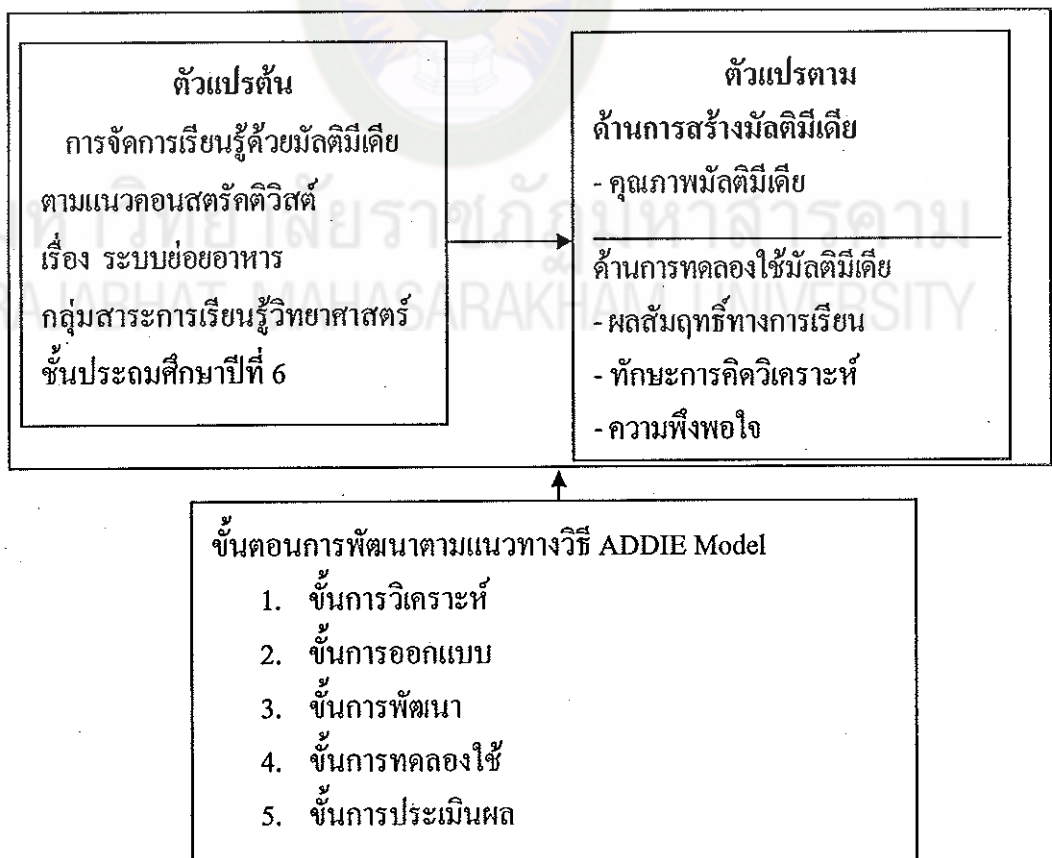 ตัวแปรต้น
การจัดการเรียนรู้ด้วยมัลติมีเดีย
ตามแนวคอนสตรัคติวิสต์
เรื่อง ระบบย่อยอาหาร
กลุ่มสาระการเรียนรู้วิทยาศาสตร์
ชั้นประถมศึกษาปีที่ 6
ตัวแปรตาม
ด้านการสร้างมัลติมีเดีย
- คุณภาพมัลติมีเดีย
ด้านการทดลองใช้มัลติมีเดีย
- ผลสัมฤทธิ์ทางการเรียน
- ทักษะการคิดวิเคราะห์
- ความพึงพอใจ
ขั้นตอนการพัฒนาตามแนวทางวิธี ADDIE Model
1. ขั้นการวิเคราะห์
2. ขั้นการออกแบบ
3. ขั้นการพัฒนา
4. ขั้นการทดลองใช้
5. ขั้นการประเมินผล
มหาวิทยาลัยราชภัฏมหาสารคาม
RAJABHAT MAHASARAKHAM UNIVERSITY